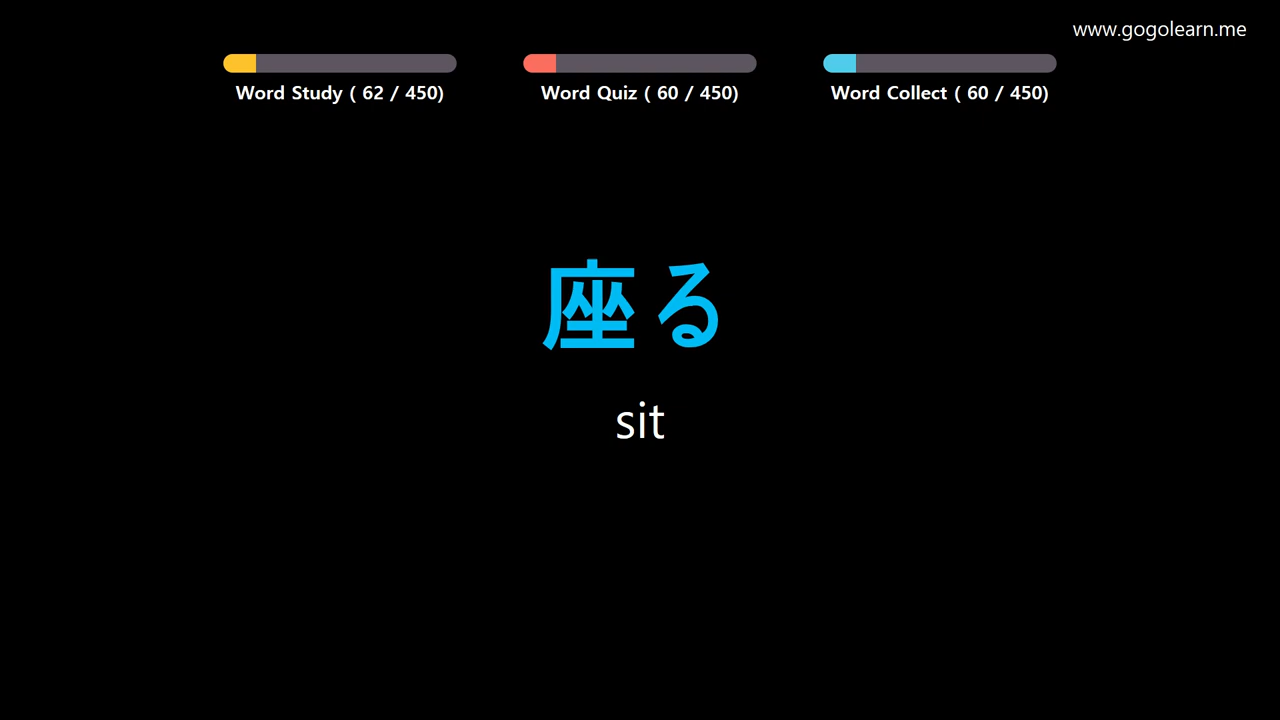 www.gogolearn.me
Word Study ( 62 / 450)
Word Quiz ( 60 / 450)
Word Collect ( 60 / 450)
座る
sit